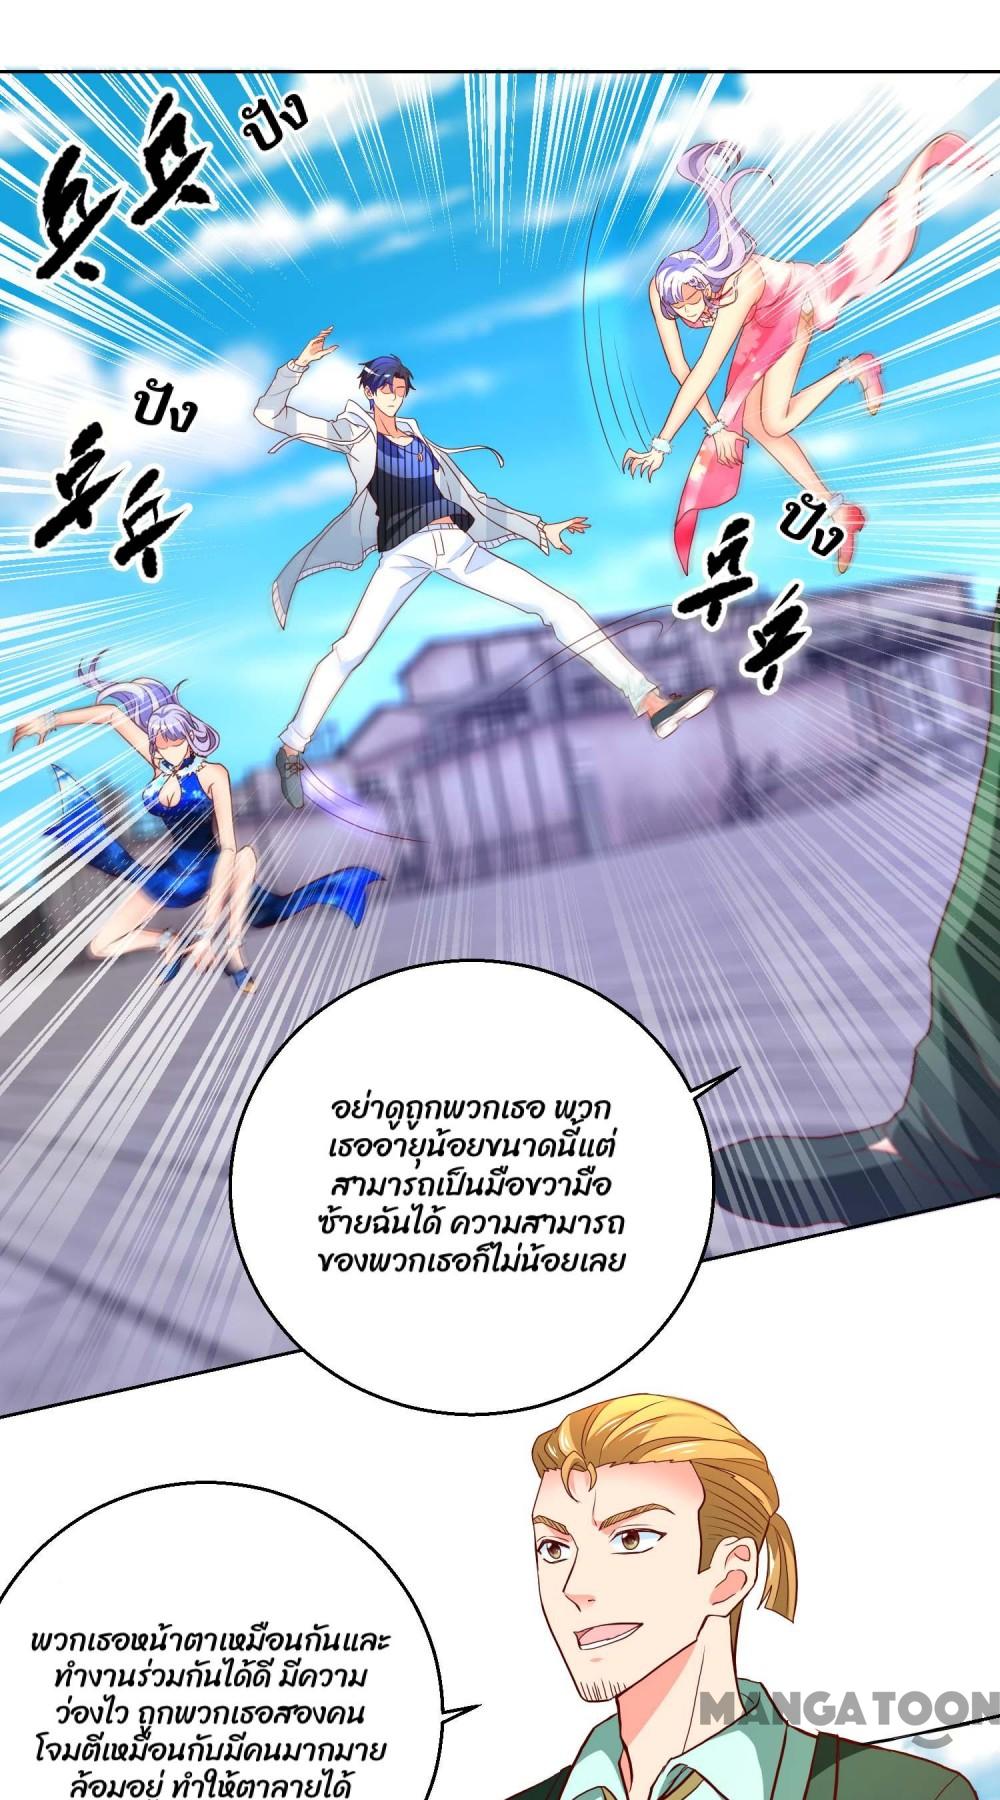 兵兵
ปัง
ปัง
乒乓
ปัง
乒乓
อย่าดูถูกพวกเธอ พวก
เธออายุน้อยขนาดนี้แต่
สามารถเป็นมือขวามือ
ซ้ายฉันได้ ความสามารถ
ของพวกเธอก็ไม่น้อยเลย
พวกเธอหน้าตาเหมือนกันและ
ทำงานร่วมกันได้ดี มีความ
ว่องไว ถูกพวกเธอสองคน
โจมตีเหมือนกับมีคนมากมาย
ล้อมอยู่ ทำให้ตาลายได้
MANGATOON